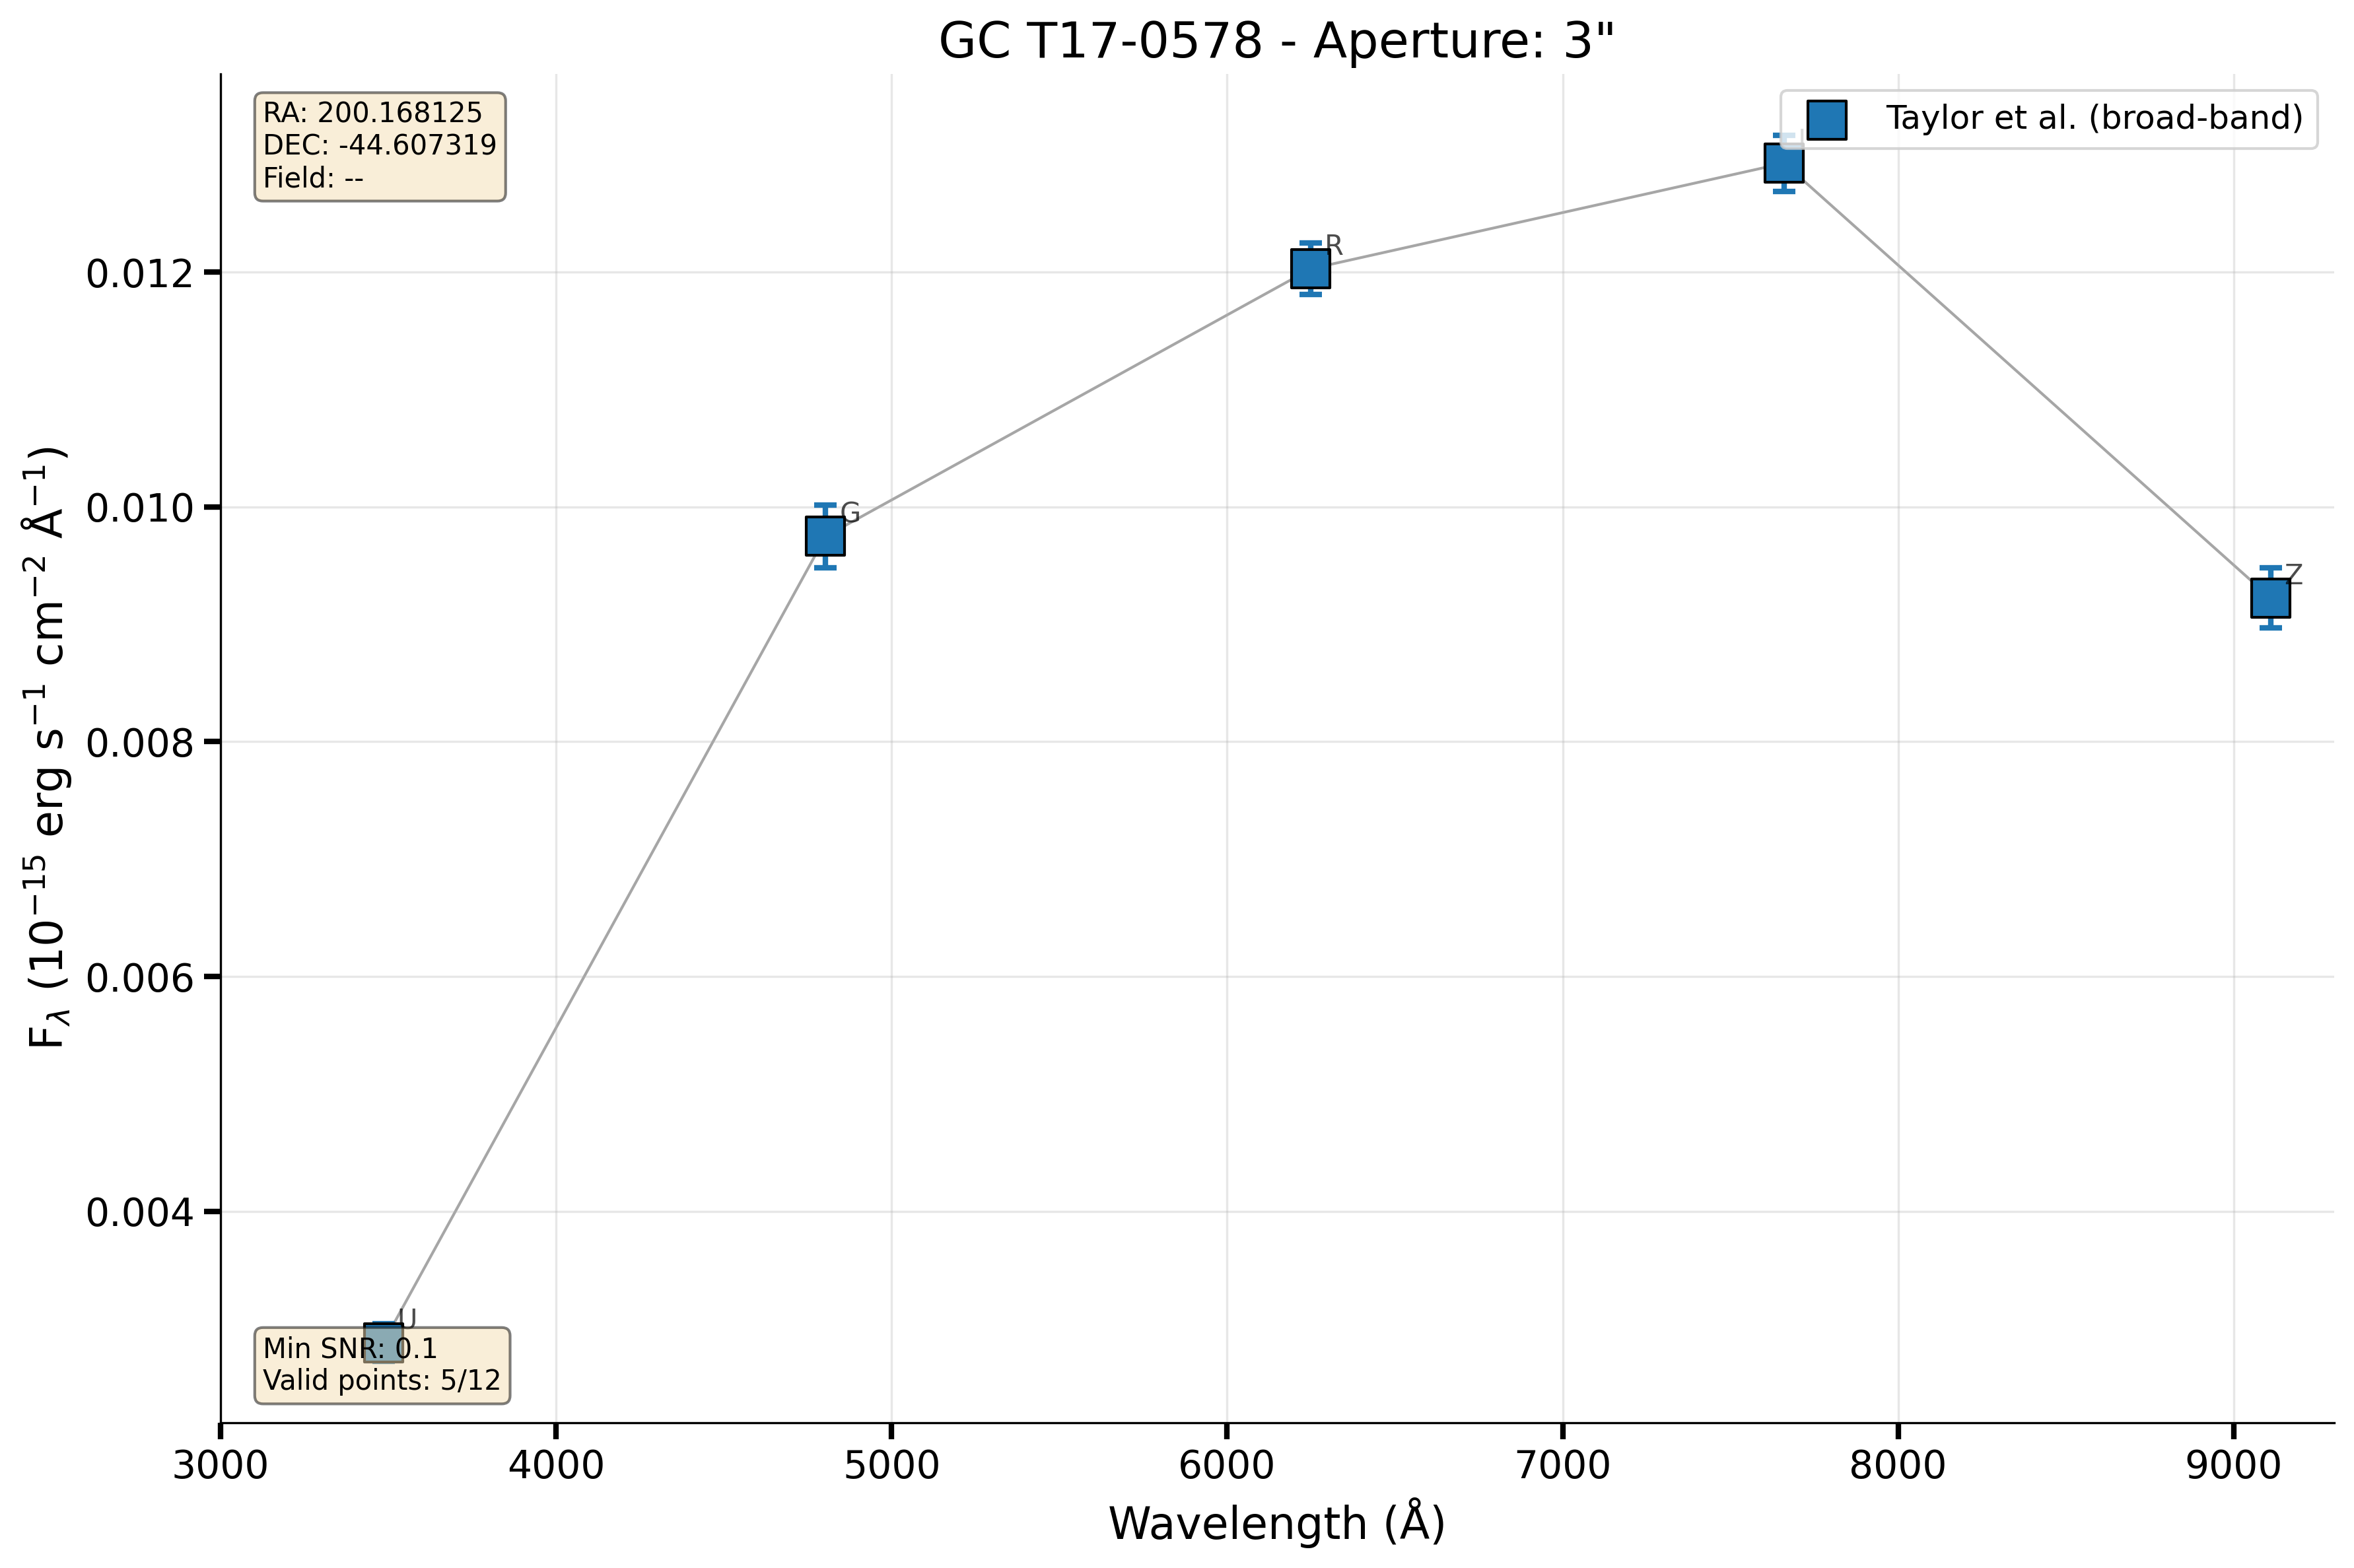 GC T17-0578 - Aperture: 3"
RA: 200.168125
DEC: -44.607319
Field: --
Taylor et al. (broad-band)
R
G
Z
U
0.012
0.010
0.008
0.006
0.004
F_λ (10⁻¹⁵ erg s⁻¹ cm⁻² Å⁻¹)
Min SNR: 0.1
Valid points: 5/12
3000 4000 5000 6000 7000 8000 9000
Wavelength (Å)